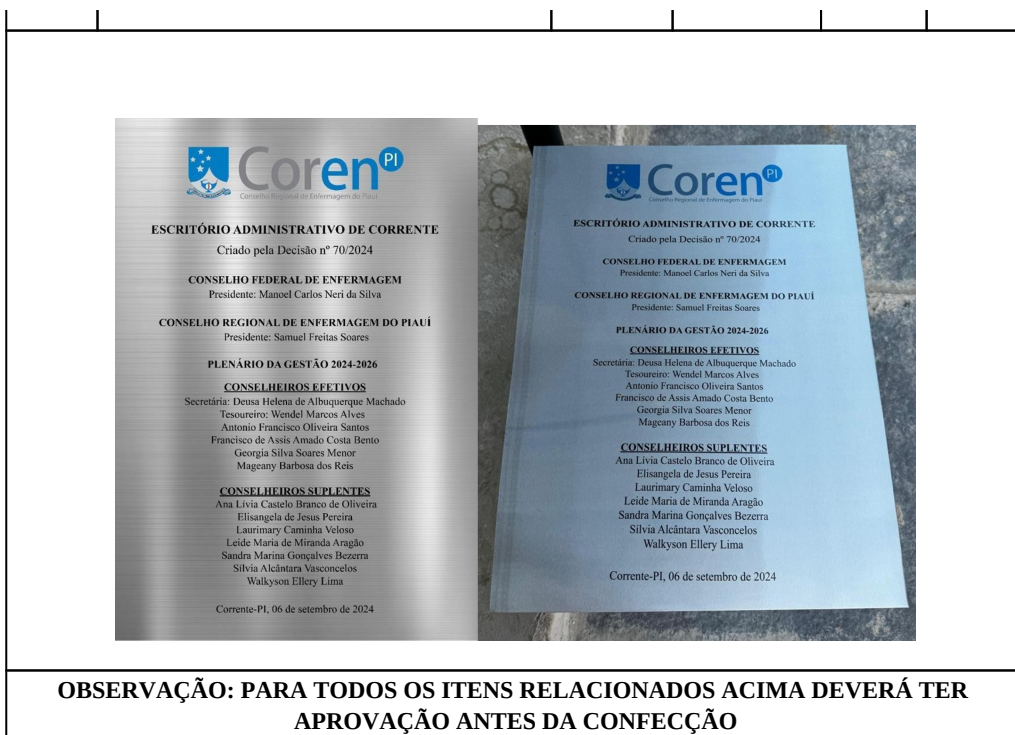 Coren PI
Conselho Regional de Enfermagem do Piauí
ESCRITÓRIO ADMINISTRATIVO DE CORRENTE
Criado pela Decisão nº 70/2024
CONSELHO FEDERAL DE ENFERMAGEM
Presidente: Manoel Carlos Neri da Silva
CONSELHO REGIONAL DE ENFERMAGEM DO PIAUÍ
Presidente: Samuel Freitas Soares
PLENÁRIO DA GESTÃO 2024-2026
CONSELHEIROS EFETIVOS
Secretária: Deusa Helena de Albuquerque Machado
Tesoureiro: Wendel Marcos Alves
Antonio Francisco Oliveira Santos
Francisco de Assis Amado Costa Bento
Georgia Silva Soares Menor
Mageany Barbosa dos Reis
CONSELHEIROS SUPLENTES
Ana Lívia Castelo Branco de Oliveira
Elisangela de Jesus Pereira
Laurimary Caminha Veloso
Leide Maria de Miranda Aragão
Sandra Marina Gonçalves Bezerra
Sílvia Alcântara Vasconcelos
Walkyson Ellery Lima
Corrente-PI, 06 de setembro de 2024
Coren PI
Conselho Regional de Enfermagem do Piauí
ESCRITÓRIO ADMINISTRATIVO DE CORRENTE
Criado pela Decisão nº 70/2024
CONSELHO FEDERAL DE ENFERMAGEM
Presidente: Manoel Carlos Neri da Silva
CONSELHO REGIONAL DE ENFERMAGEM DO PIAUÍ
Presidente: Samuel Freitas Soares
PLENÁRIO DA GESTÃO 2024-2026
CONSELHEIROS EFETIVOS
Secretária: Deusa Helena de Albuquerque Machado
Tesoureiro: Wendel Marcos Alves
Antonio Francisco Oliveira Santos
Francisco de Assis Amado Costa Bento
Georgia Silva Soares Menor
Mageany Barbosa dos Reis
CONSELHEIROS SUPLENTES
Ana Lívia Castelo Branco de Oliveira
Elisangela de Jesus Pereira
Laurimary Caminha Veloso
Leide Maria de Miranda Aragão
Sandra Marina Gonçalves Bezerra
Sílvia Alcântara Vasconcelos
Walkyson Ellery Lima
Corrente-PI, 06 de setembro de 2024
OBSERVAÇÃO: PARA TODOS OS ITENS RELACIONADOS ACIMA DEVERÁ TER
APROVAÇÃO ANTES DA CONFECÇÃO